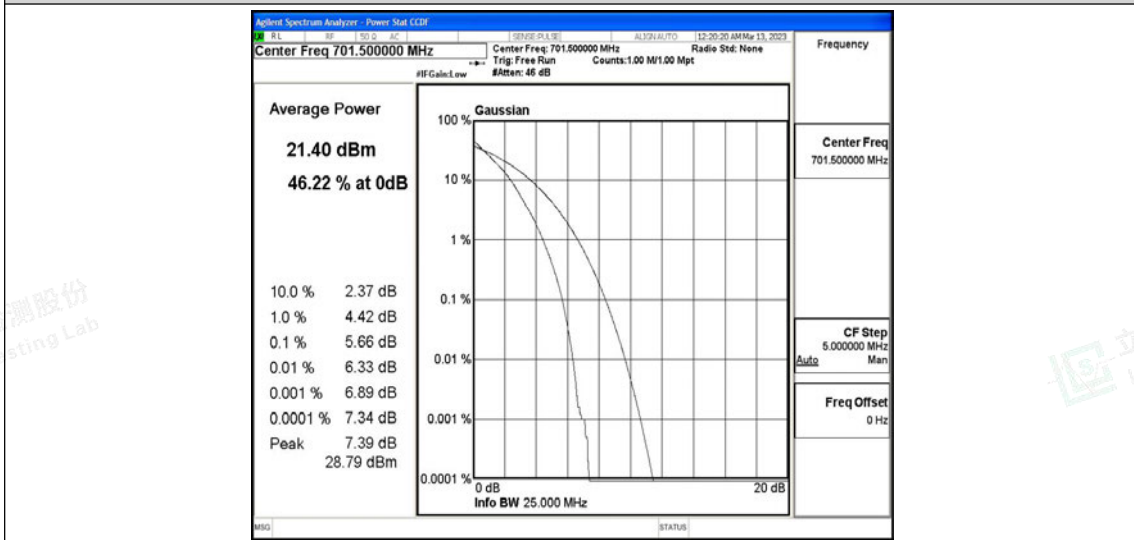 Agilent Spectrum Analyzer - Power Stat CCDF
RL RF 50 Ω AC SENSE:PULSE ALIGNAUTO 12:20:20 AM Mar 13, 2023
Center Freq 701.500000 MHz
Center Freq: 701.500000 MHz Radio Std: None
Trig: Free Run Counts:1.00 M/1.00 Mpt
#IFGain:Low #Atten: 46 dB
Frequency
Average Power
21.40 dBm
46.22 % at 0dB
10.0 % 2.37 dB
1.0 % 4.42 dB
0.1 % 5.66 dB
0.01 % 6.33 dB
0.001 % 6.89 dB
0.0001 % 7.34 dB
Peak 7.39 dB
28.79 dBm
Gaussian
100 %
10 %
1 %
0.1 %
0.01 %
0.001 %
0.0001 %
0 dB 20 dB
Info BW 25.000 MHz
Center Freq
701.500000 MHz
CF Step
5.000000 MHz
Auto Man
Freq Offset
0 Hz
MSG STATUS
测股份
sting Lab